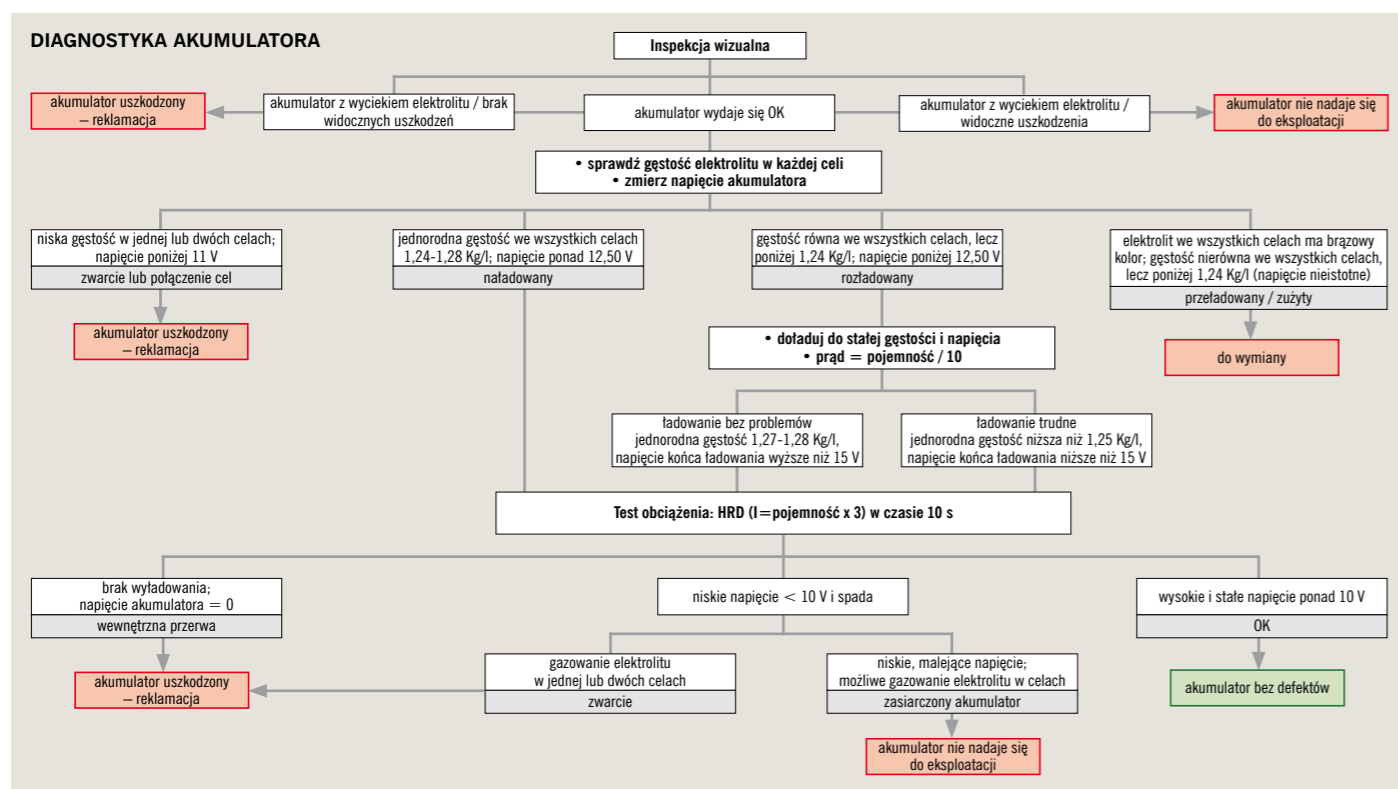 DIAGNOSTYKA AKUMULATORA
Inspekcja wizualna
akumulator uszkodzony
– reklamacja
akumulator z wyciekiem elektrolitu / brak
widocznych uszkodzeń
akumulator wydaje się OK
akumulator z wyciekiem elektrolitu /
widoczne uszkodzenia
akumulator nie nadaje się
do eksploatacji
• sprawdź gęstość elektrolitu w każdej celi
• zmierz napięcie akumulatora
niska gęstość w jednej lub dwóch celach;
napięcie poniżej 11 V
zwarcie lub połączenie cel
jednorodna gęstość we wszystkich celach
1,24-1,28 Kg/l; napięcie ponad 12,50 V
naładowany
gęstość równa we wszystkich celach, lecz
poniżej 1,24 Kg/l; napięcie poniżej 12,50 V
rozładowany
elektrolit we wszystkich celach ma brązowy
kolor; gęstość nierówna we wszystkich celach,
lecz poniżej 1,24 Kg/l (napięcie nieistotne)
przeładowany / zużyty
akumulator uszkodzony
– reklamacja
• doładuj do stałej gęstości i napięcia
• prąd = pojemność / 10
do wymiany
ładowanie bez problemów
jednorodna gęstość 1,27-1,28 Kg/l,
napięcie końca ładowania wyższe niż 15 V
ładowanie trudne
jednorodna gęstość niższa niż 1,25 Kg/l,
napięcie końca ładowania niższe niż 15 V
Test obciążenia: HRD (I=pojemność x 3) w czasie 10 s
brak wyładowania;
napięcie akumulatora = 0
wewnętrzna przerwa
niskie napięcie < 10 V i spada
wysokie i stałe napięcie ponad 10 V
OK
akumulator uszkodzony
– reklamacja
gazowanie elektrolitu
w jednej lub dwóch celach
zwarcie
niskie, malejące napięcie;
możliwe gazowanie elektrolitu w celach
zasiarczony akumulator
akumulator bez defektów
akumulator nie nadaje się
do eksploatacji